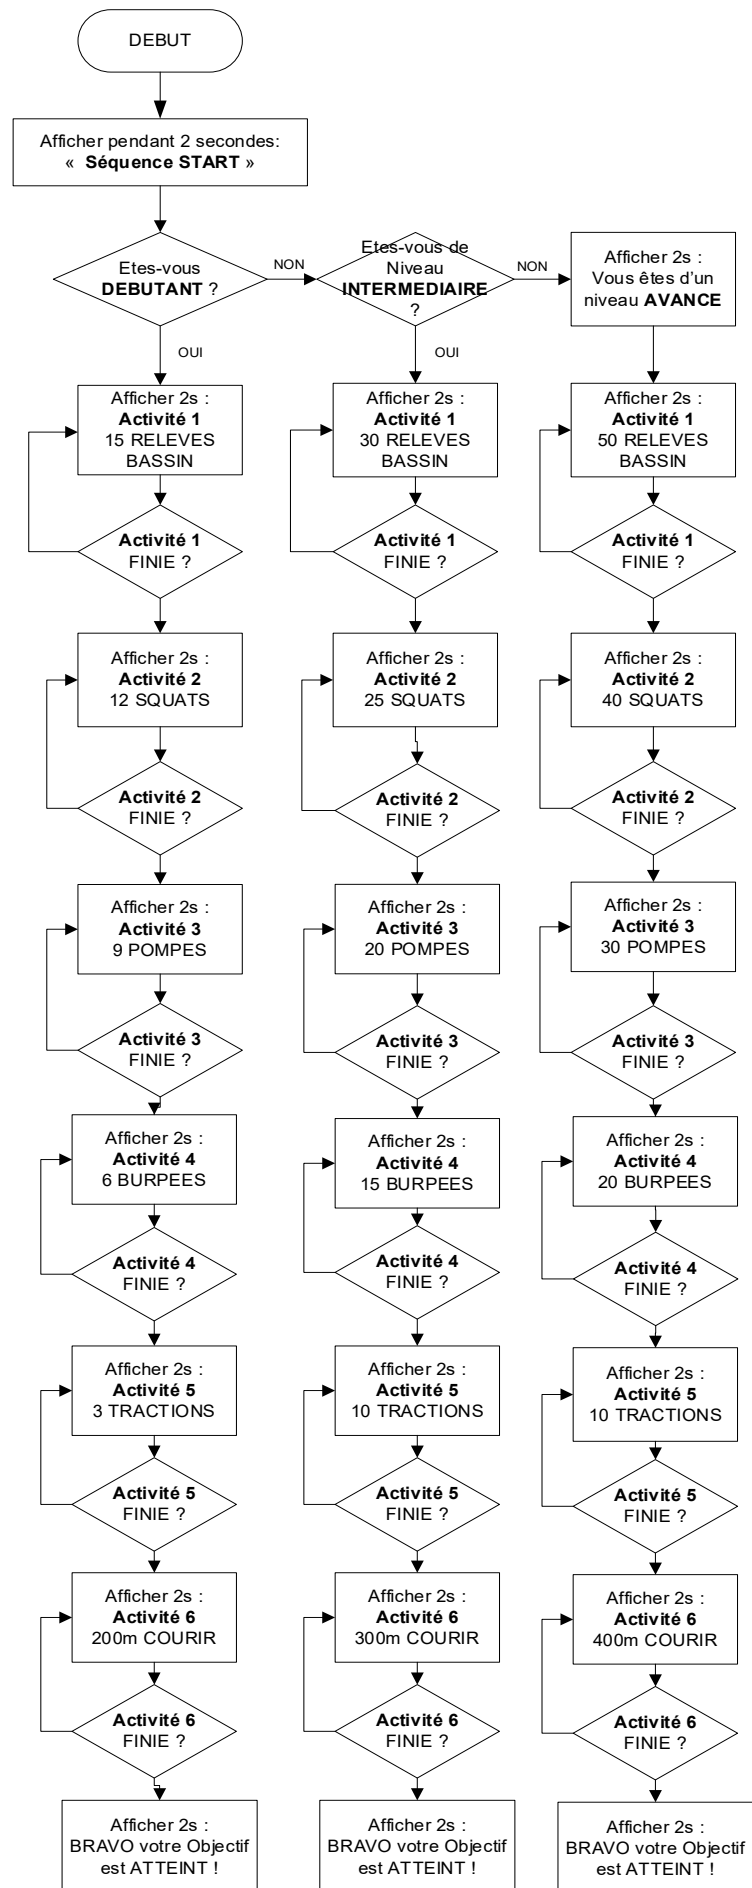 DEBUT
Afficher pendant 2 secondes:
« Séquence START »
Etes-vous
DEBUTANT ?
NON
Etes-vous de
Niveau
INTERMEDIAIRE
?
NON
Afficher 2s :
Vous êtes d'un
niveau AVANCE
OUI
OUI
Afficher 2s :
Activité 1
15 RELEVES
BASSIN
Afficher 2s :
Activité 1
30 RELEVES
BASSIN
Afficher 2s :
Activité 1
50 RELEVES
BASSIN
Activité 1
FINIE ?
Activité 1
FINIE ?
Activité 1
FINIE ?
Afficher 2s :
Activité 2
12 SQUATS
Afficher 2s:
Activité 2
25 SQUATS
Afficher 2s:
Activité 2
40 SQUATS
Activité 2
FINIE ?
Activité 2
FINIE ?
Activité 2
FINIE ?
Afficher 2s :
Activité 3
9 POMPES
Afficher 2s :
Activité 3
20 POMPES
Afficher 2s :
Activité 3
30 POMPES
Activité 3
FINIE ?
Activité 3
FINIE ?
Activité 3
FINIE ?
Afficher 2s :
Activité 4
6 BURPEES
Afficher 2s :
Activité 4
15 BURPEES
Afficher 2s :
Activité 4
20 BURPEES
Activité 4
FINIE ?
Activité 4
FINIE ?
Activité 4
FINIE ?
Afficher 2s :
Activité 5
3 TRACTIONS
Afficher 2s :
Activité 5
10 TRACTIONS
Afficher 2s :
Activité 5
10 TRACTIONS
Activité 5
FINIE ?
Activité 5
FINIE ?
Activité 5
FINIE ?
Afficher 2s :
Activité 6
200m COURIR
Afficher 2s :
Activité 6
300m COURIR
Afficher 2s :
Activité 6
400m COURIR
Activité 6
FINIE ?
Activité 6
FINIE ?
Activité 6
FINIE ?
Afficher 2s :
BRAVO votre Objectif
est ATTEINT !
Afficher 2s :
BRAVO votre Objectif
est ATTEINT !
Afficher 2s :
BRAVO votre Objectif
est ATTEINT !